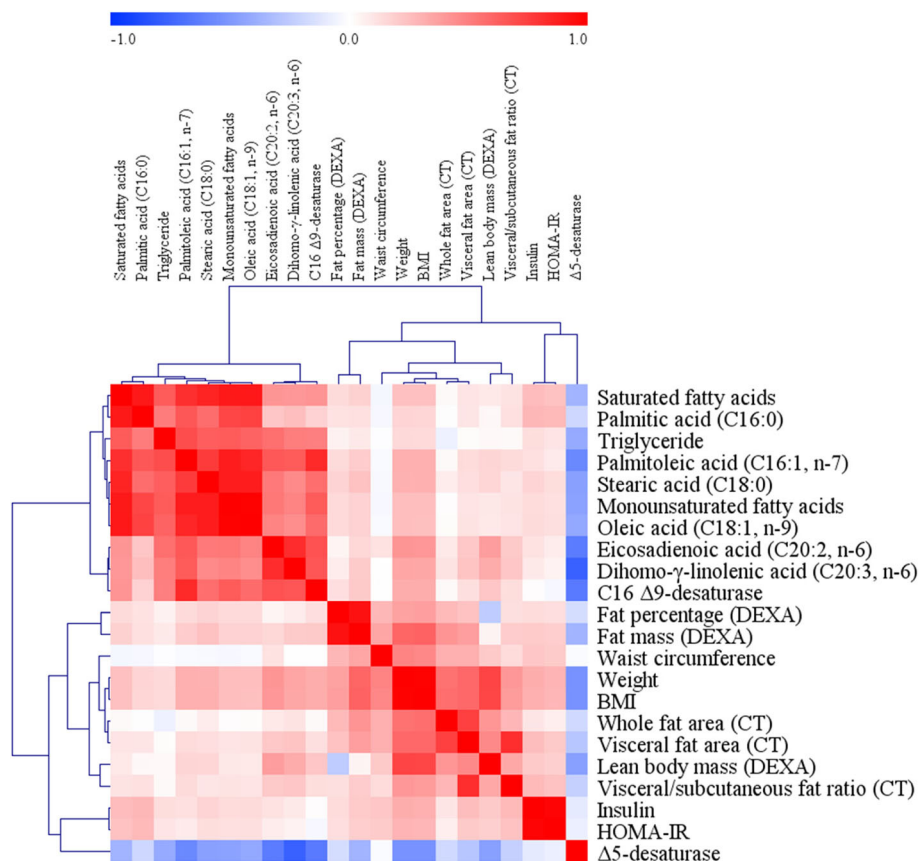 -1.0 0.0 1.0
Saturated fatty acids
Palmitic acid (C16:0)
Triglyceride
Palmitoleic acid (C16:1, n-7)
Stearic acid (C18:0)
Monounsaturated fatty acids
Oleic acid (C18:1, n-9)
Eicosadienoic acid (C20:2, n-6)
Dihomo-γ-linolenic acid (C20:3, n-6)
C16 Δ9-desaturase
Fat percentage (DEXA)
Fat mass (DEXA)
Waist circumference
Weight
BMI
Whole fat area (CT)
Visceral fat area (CT)
Lean body mass (DEXA)
Visceral/subcutaneous fat ratio (CT)
Insulin
HOMA-IR
Δ5-desaturase
Saturated fatty acids
Palmitic acid (C16:0)
Triglyceride
Palmitoleic acid (C16:1, n-7)
Stearic acid (C18:0)
Monounsaturated fatty acids
Oleic acid (C18:1, n-9)
Eicosadienoic acid (C20:2, n-6)
Dihomo-γ-linolenic acid (C20:3, n-6)
C16 Δ9-desaturase
Fat percentage (DEXA)
Fat mass (DEXA)
Waist circumference
Weight
BMI
Whole fat area (CT)
Visceral fat area (CT)
Lean body mass (DEXA)
Visceral/subcutaneous fat ratio (CT)
Insulin
HOMA-IR
Δ5-desaturase